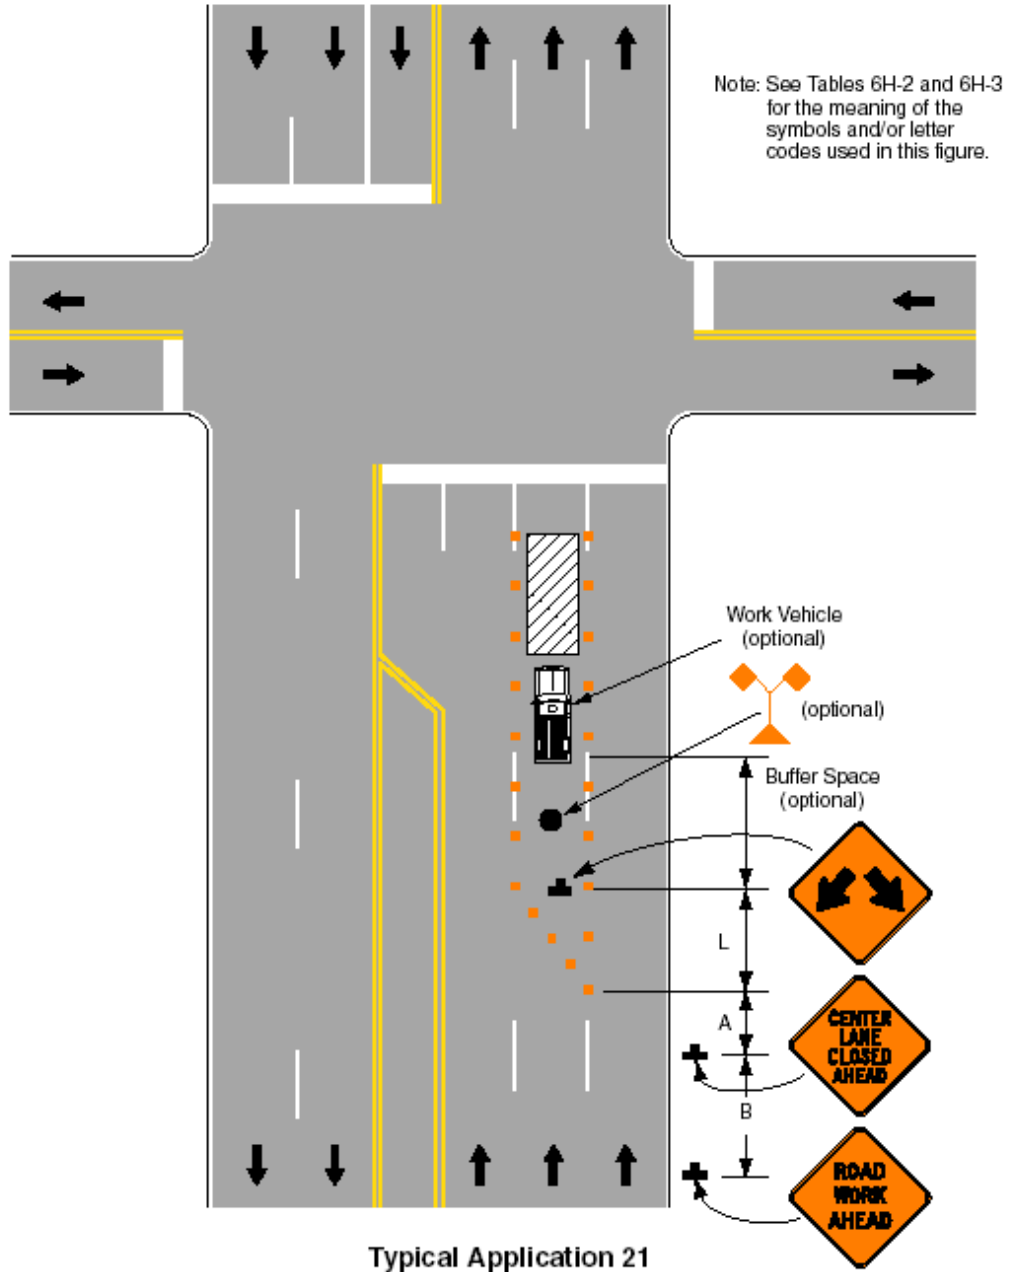 Note: See Tables 6H-2 and 6H-3
for the meaning of the
symbols and/or letter
codes used in this figure.
Work Vehicle
(optional)
(optional)
Buffer Space
(optional)
L
A
CENTER
LANE
CLOSED
AHEAD
B
ROAD
WORK
AHEAD
Typical Application 21